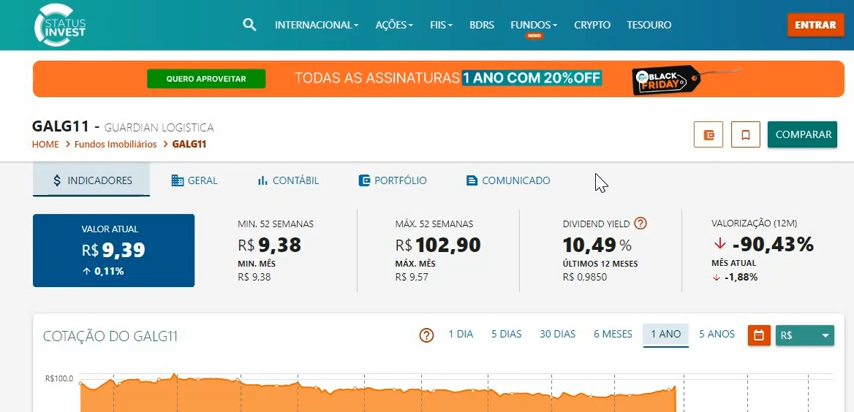 STATUS
INVEST
INTERNACIONAL
AÇÕES
FIIS
BDRS
FUNDOS
NOVO
CRYPTO
TESOURO
ENTRAR
QUERO APROVEITAR
TODAS AS ASSINATURAS 1 ANO COM 20%OFF
BLACK
FRIDAY
GALG11 - GUARDIAN LOGISTICA
HOME > Fundos Imobiliários > GALG11
COMPARAR
INDICADORES
GERAL
CONTÁBIL
PORTFÓLIO
COMUNICADO
VALOR ATUAL
R$ 9,39
0,11%
MIN. 52 SEMANAS
R$ 9,38
MIN. MÊS
R$ 9,38
MÁX. 52 SEMANAS
R$ 102,90
MÁX. MÊS
R$ 9,57
DIVIDEND YIELD
10,49 %
ÚLTIMOS 12 MESES
R$ 0,9850
VALORIZAÇÃO (12M)
-90,43%
MÊS ATUAL
-1,88%
COTAÇÃO DO GALG11
1 DIA
5 DIAS
30 DIAS
6 MESES
1 ANO
5 ANOS
R$
R$100.0